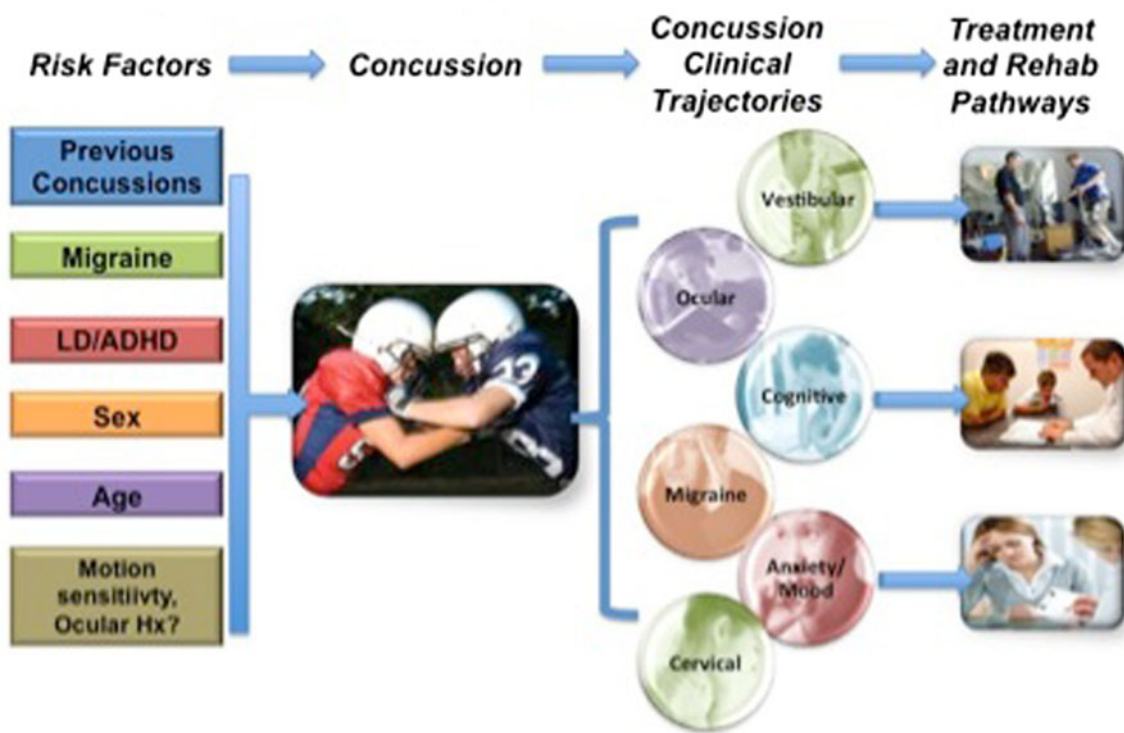 Risk Factors
Concussion
Concussion
Clinical
Trajectories
Treatment
and Rehab
Pathways
Previous
Concussions
Migraine
LD/ADHD
Sex
Age
Motion
sensitiivty,
Ocular Hx?
Vestibular
Ocular
Cognitive
Migraine
Anxiety/
Mood
Cervical